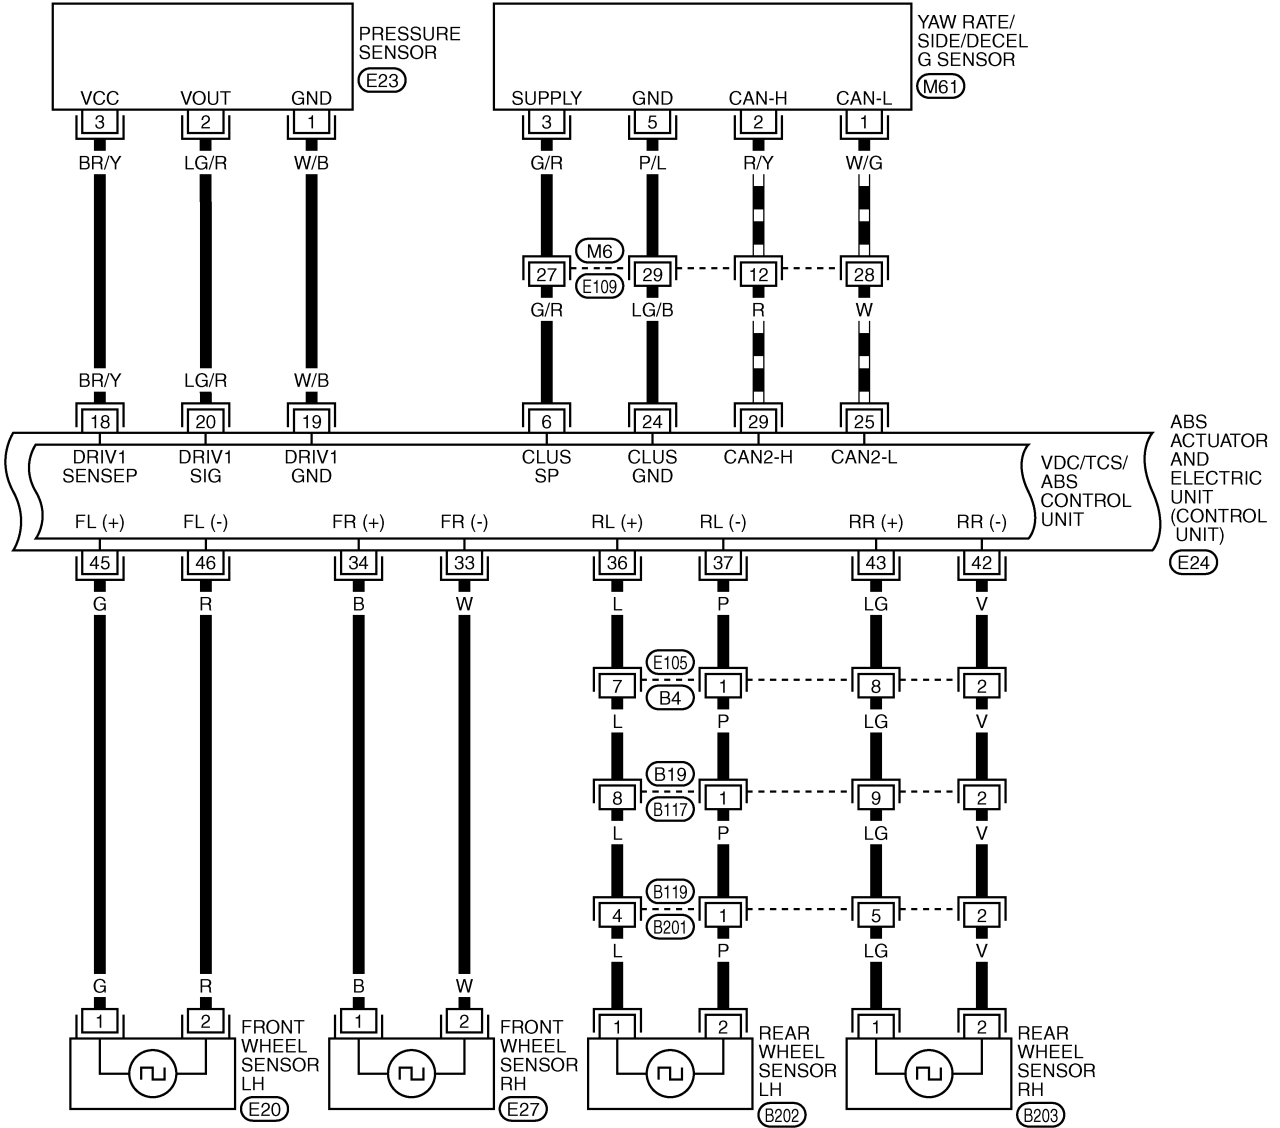 PRESSURE
SENSOR
E23
YAW RATE/
SIDE/DECEL
G SENSOR
M61
VCC VOUT GND
SUPPLY GND CAN-H CAN-L
3 2 1 3 5 2 1
BR/Y LG/R W/B G/R P/L R/Y W/G
M6
27 29 12 28
E109
G/R LG/B R W
BR/Y LG/R W/B
18 20 19 6 24 29 25
DRIV1
SENSEP
DRIV1
SIG
DRIV1
GND
CLUS
SP
CLUS
GND
CAN2-H
CAN2-L
VDC/TCS/
ABS
CONTROL
UNIT
ABS
ACTUATOR
AND
ELECTRIC
UNIT
(CONTROL
UNIT)
E24
FL (+) FL (-) FR (+) FR (-) RL (+) RL (-) RR (+) RR (-)
45 46 34 33 36 37 43 42
G R B W L P LG V
E105
7 1 8 2
B4
L P LG V
B19
8 1 9 2
B117
L P LG V
B119
4 1 5 2
B201
L P LG V
G R B W
1 2 1 2 1 2 1 2
FRONT
WHEEL
SENSOR
LH
E20
FRONT
WHEEL
SENSOR
RH
E27
REAR
WHEEL
SENSOR
LH
B202
REAR
WHEEL
SENSOR
RH
B203